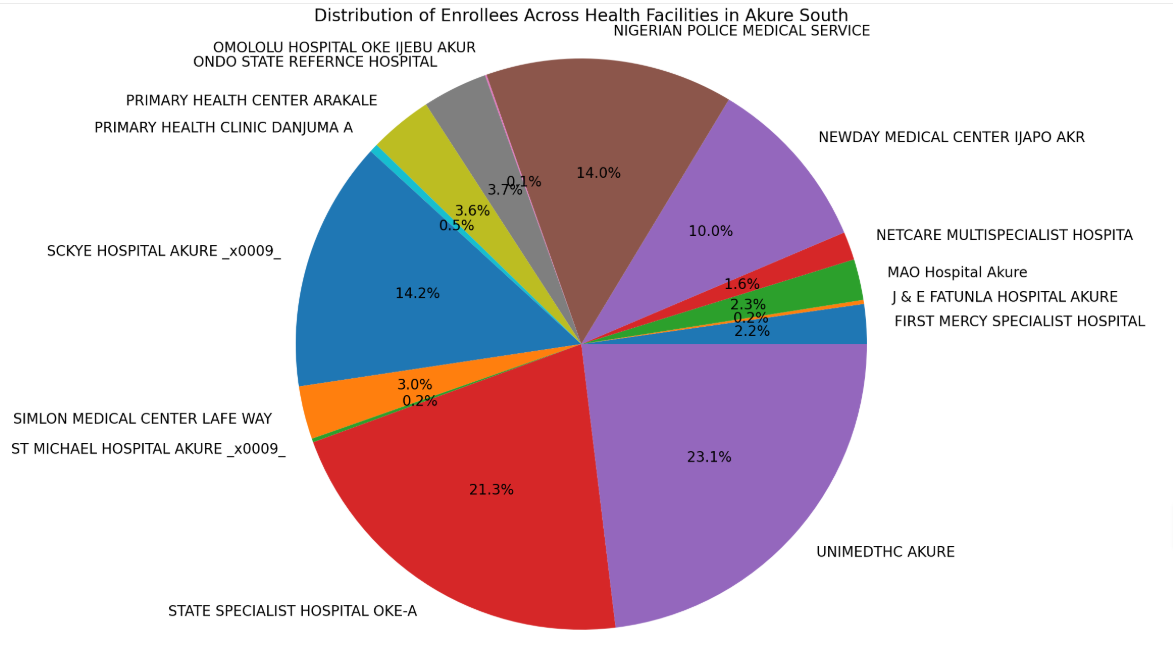 Distribution of Enrollees Across Health Facilities in Akure South
NIGERIAN POLICE MEDICAL SERVICE
OMOLOLU HOSPITAL OKE IJEBU AKUR
ONDO STATE REFERNCE HOSPITAL
PRIMARY HEALTH CENTER ARAKALE
PRIMARY HEALTH CLINIC DANJUMA A
NEWDAY MEDICAL CENTER IJAPO AKR
14.0%
0.1%
3.7%
3.6%
0.5%
10.0%
NETCARE MULTISPECIALIST HOSPITA
SCKYE HOSPITAL AKURE _x0009_
MAO Hospital Akure
1.6%
14.2%
J & E FATUNLA HOSPITAL AKURE
2.3%
0.2%
FIRST MERCY SPECIALIST HOSPITAL
2.2%
3.0%
0.2%
SIMLON MEDICAL CENTER LAFE WAY
ST MICHAEL HOSPITAL AKURE _x0009_
23.1%
21.3%
UNIMEDTHC AKURE
STATE SPECIALIST HOSPITAL OKE-A